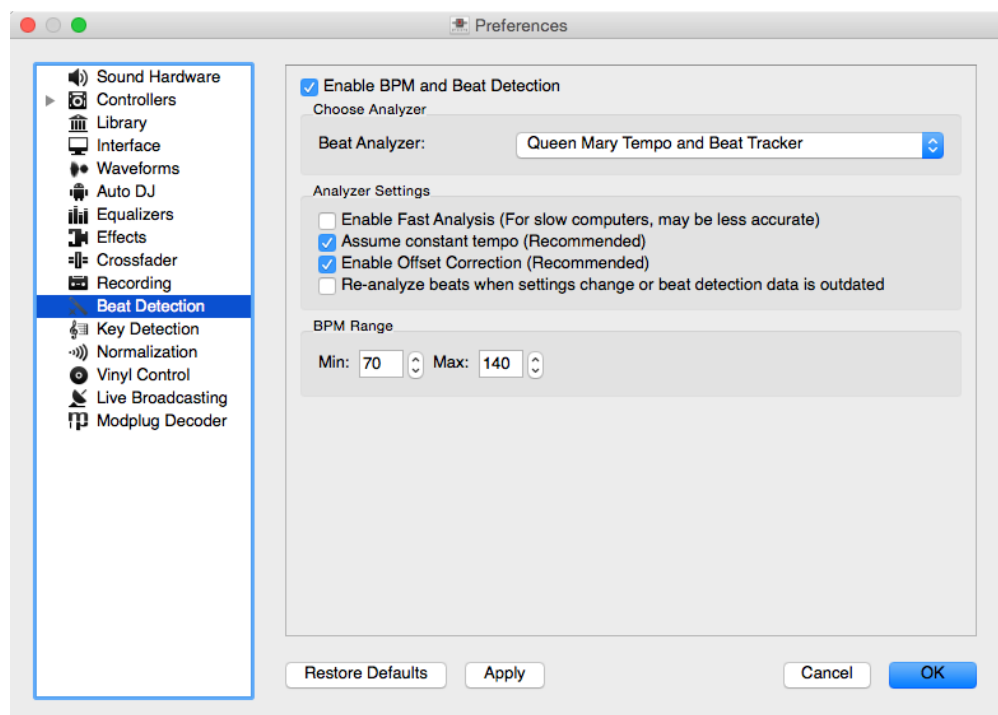 Preferences
Sound Hardware
Controllers
Library
Interface
Waveforms
Auto DJ
Equalizers
Effects
Crossfader
Recording
Beat Detection
Key Detection
Normalization
Vinyl Control
Live Broadcasting
Modplug Decoder
Enable BPM and Beat Detection
Choose Analyzer
Beat Analyzer: Queen Mary Tempo and Beat Tracker
Analyzer Settings
Enable Fast Analysis (For slow computers, may be less accurate)
Assume constant tempo (Recommended)
Enable Offset Correction (Recommended)
Re-analyze beats when settings change or beat detection data is outdated
BPM Range
Min: 70 Max: 140
Restore Defaults Apply Cancel OK